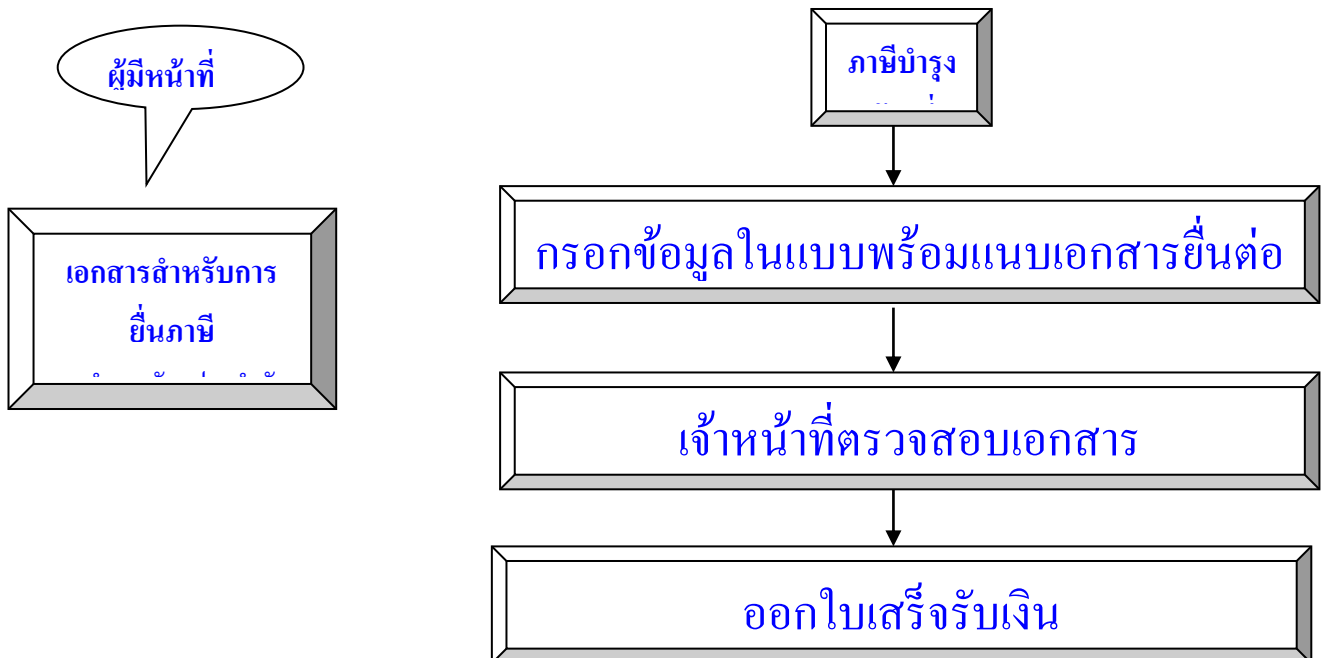 ผู้มีหน้าที่
ภาษีบำรุง
เอกสารสำหรับการ
ยื่นภาษี
กรอกข้อมูลในแบบพร้อมแนบเอกสารยื่นต่อ
เจ้าหน้าที่ตรวจสอบเอกสาร
ออกใบเสร็จรับเงิน